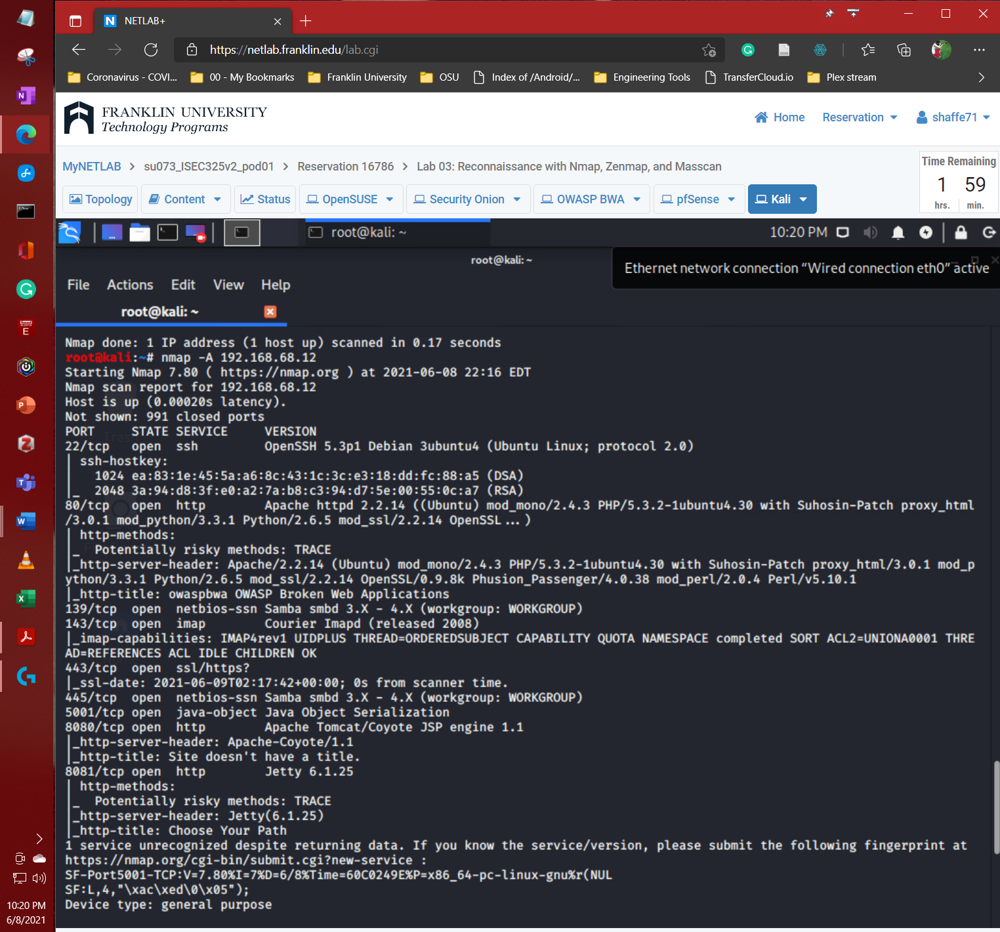 NETLAB+
https://netlab.franklin.edu/lab.cgi
Coronavirus - COVI... 00 - My Bookmarks Franklin University OSU Index of /Android/... Engineering Tools TransferCloud.io Plex stream
FRANKLIN UNIVERSITY
Technology Programs
Home Reservation shaffe71
MyNETLAB > su073_ISEC325v2_pod01 > Reservation 16786 > Lab 03: Reconnaissance with Nmap, Zenmap, and Masscan
Time Remaining
1 59
hrs. min.
Topology Content Status OpenSUSE Security Onion OWASP BWA pfSense Kali
root@kali: ~ 10:20 PM
root@kali: ~
Ethernet network connection “Wired connection eth0” active
File Actions Edit View Help
root@kali: ~
Nmap done: 1 IP address (1 host up) scanned in 0.17 seconds
root@kali:~# nmap -A 192.168.68.12
Starting Nmap 7.80 ( https://nmap.org ) at 2021-06-08 22:16 EDT
Nmap scan report for 192.168.68.12
Host is up (0.00020s latency).
Not shown: 991 closed ports
PORT     STATE SERVICE     VERSION
22/tcp   open  ssh         OpenSSH 5.3p1 Debian 3ubuntu4 (Ubuntu Linux; protocol 2.0)
| ssh-hostkey:
|   1024 ea:83:1e:45:5a:a6:8c:43:1c:3c:e3:18:dd:fc:88:a5 (DSA)
|_  2048 3a:94:d8:3f:e0:a2:7a:b8:c3:94:d7:5e:00:55:0c:a7 (RSA)
80/tcp   open  http        Apache httpd 2.2.14 ((Ubuntu) mod_mono/2.4.3 PHP/5.3.2-1ubuntu4.30 with Suhosin-Patch proxy_html
/3.0.1 mod_python/3.3.1 Python/2.6.5 mod_ssl/2.2.14 OpenSSL...)
| http-methods:
|_  Potentially risky methods: TRACE
|_http-server-header: Apache/2.2.14 (Ubuntu) mod_mono/2.4.3 PHP/5.3.2-1ubuntu4.30 with Suhosin-Patch proxy_html/3.0.1 mod_p
ython/3.3.1 Python/2.6.5 mod_ssl/2.2.14 OpenSSL/0.9.8k Phusion_Passenger/4.0.38 mod_perl/2.0.4 Perl/v5.10.1
|_http-title: owaspbwa OWASP Broken Web Applications
139/tcp  open  netbios-ssn Samba smbd 3.X - 4.X (workgroup: WORKGROUP)
143/tcp  open  imap        Courier Imapd (released 2008)
|_imap-capabilities: IMAP4rev1 UIDPLUS THREAD=ORDEREDSUBJECT CAPABILITY QUOTA NAMESPACE completed SORT ACL2=UNIONA0001 THRE
AD=REFERENCES ACL IDLE CHILDREN OK
443/tcp  open  ssl/https?
|_ssl-date: 2021-06-09T02:17:42+00:00; 0s from scanner time.
445/tcp  open  netbios-ssn Samba smbd 3.X - 4.X (workgroup: WORKGROUP)
5001/tcp open  java-object Java Object Serialization
8080/tcp open  http        Apache Tomcat/Coyote JSP engine 1.1
|_http-server-header: Apache-Coyote/1.1
|_http-title: Site doesn't have a title.
8081/tcp open  http        Jetty 6.1.25
| http-methods:
|_  Potentially risky methods: TRACE
|_http-server-header: Jetty(6.1.25)
|_http-title: Choose Your Path
1 service unrecognized despite returning data. If you know the service/version, please submit the following fingerprint at
https://nmap.org/cgi-bin/submit.cgi?new-service :
SF-Port5001-TCP:V=7.80%I=7%D=6/8%Time=60C0249E%P=x86_64-pc-linux-gnu%r(NUL
SF:L,4,"\xac\xed\0\x05");
Device type: general purpose
10:20 PM
6/8/2021